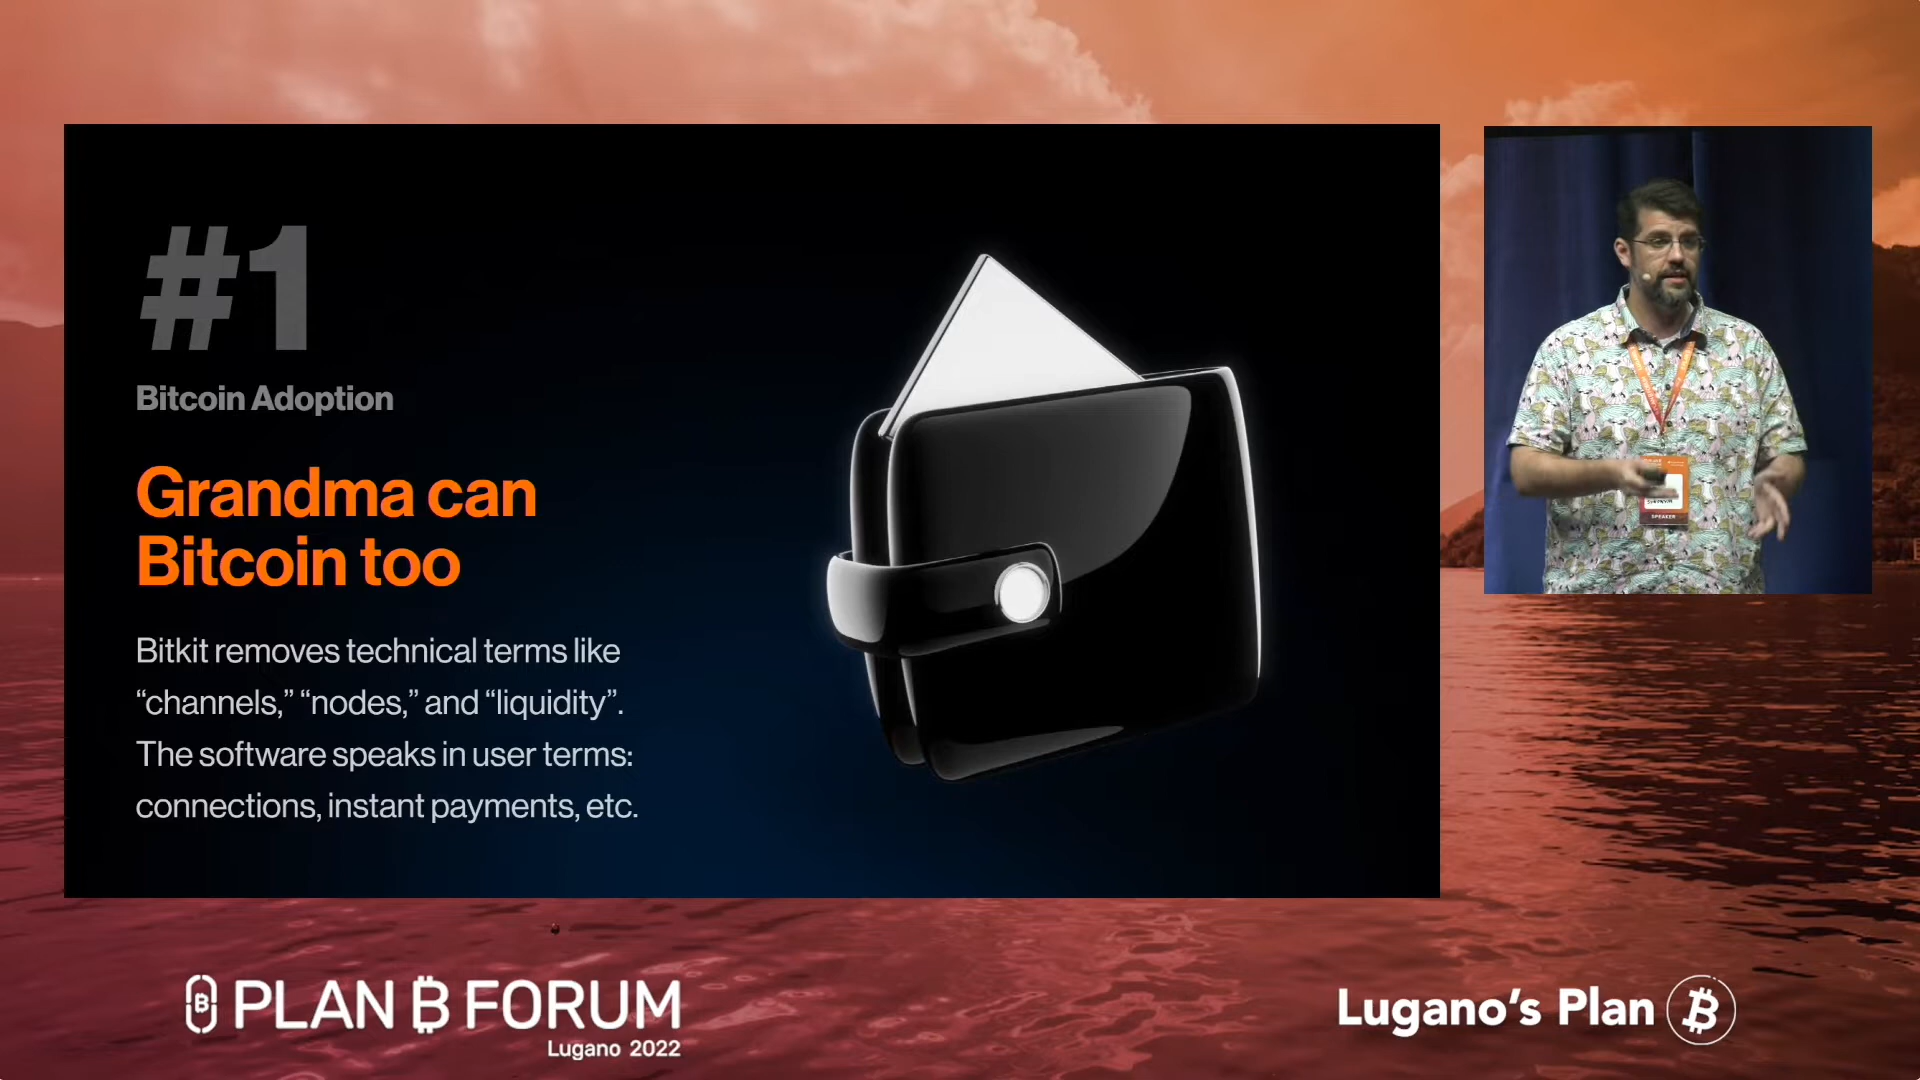 #1
Bitcoin Adoption
Grandma can
Bitcoin too
Bitkit removes technical terms like
“channels,” “nodes,” and “liquidity”.
The software speaks in user terms:
connections, instant payments, etc.
SPEAKER
PLAN ₿ FORUM
Lugano 2022
Lugano’s Plan ₿